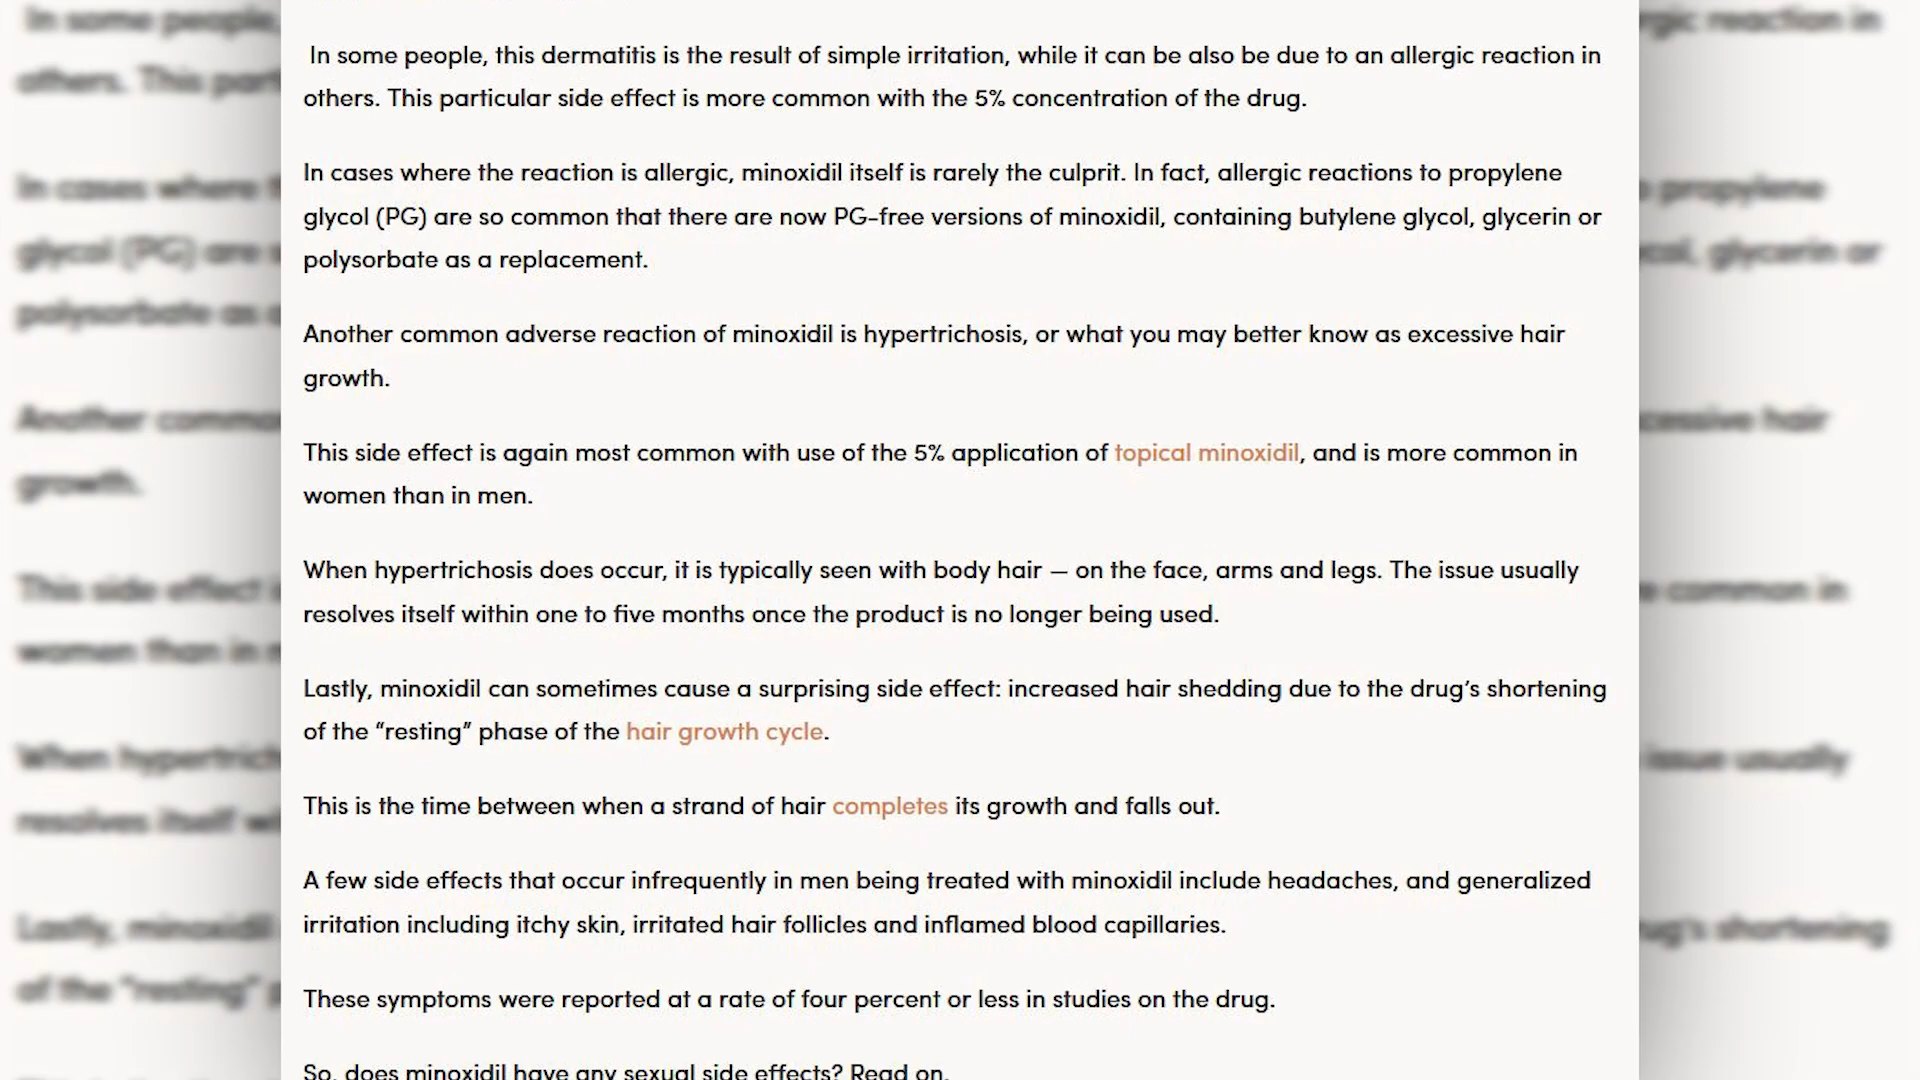 In some people, this dermatitis is the result of simple irritation, while it can be also be due to an allergic reaction in
others. This particular side effect is more common with the 5% concentration of the drug.
In cases where the reaction is allergic, minoxidil itself is rarely the culprit. In fact, allergic reactions to propylene
glycol (PG) are so common that there are now PG-free versions of minoxidil, containing butylene glycol, glycerin or
polysorbate as a replacement.
Another common adverse reaction of minoxidil is hypertrichosis, or what you may better know as excessive hair
growth.
This side effect is again most common with use of the 5% application of topical minoxidil, and is more common in
women than in men.
When hypertrichosis does occur, it is typically seen with body hair — on the face, arms and legs. The issue usually
resolves itself within one to five months once the product is no longer being used.
Lastly, minoxidil can sometimes cause a surprising side effect: increased hair shedding due to the drug’s shortening
of the “resting” phase of the hair growth cycle.
This is the time between when a strand of hair completes its growth and falls out.
A few side effects that occur infrequently in men being treated with minoxidil include headaches, and generalized
irritation including itchy skin, irritated hair follicles and inflamed blood capillaries.
These symptoms were reported at a rate of four percent or less in studies on the drug.
So, does minoxidil have any sexual side effects? Read on.